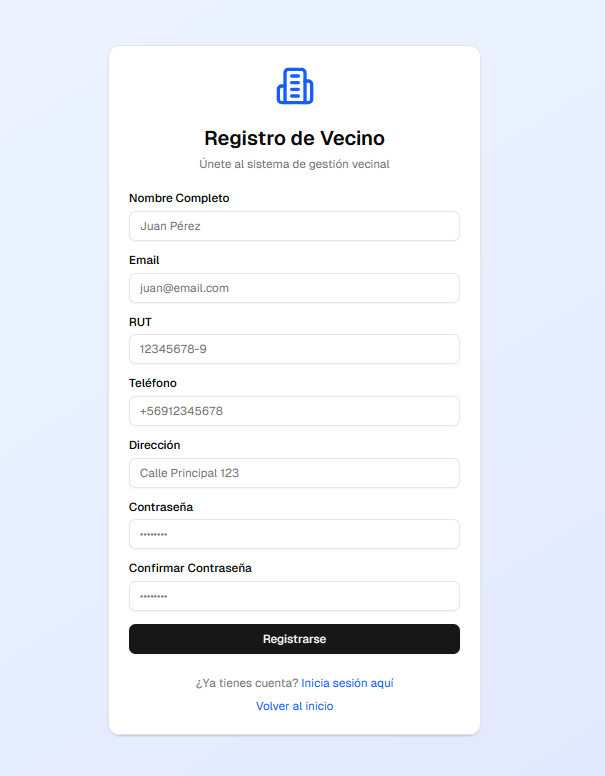 Registro de Vecino
Únete al sistema de gestión vecinal
Nombre Completo
Juan Pérez
Email
juan@email.com
RUT
12345678-9
Teléfono
+56912345678
Dirección
Calle Principal 123
Contraseña
••••••••
Confirmar Contraseña
••••••••
Registrarse
¿Ya tienes cuenta? Inicia sesión aquí
Volver al inicio